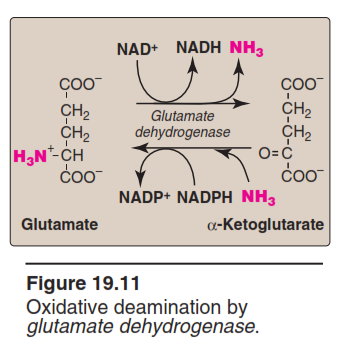 NAD+ NADH NH₃
COO⁻
CH₂
CH₂
H₃N⁺-CH
COO⁻
Glutamate
dehydrogenase
COO⁻
CH₂
CH₂
O=C
COO⁻
NADP+ NADPH NH₃
Glutamate
α-Ketoglutarate
Figure 19.11
Oxidative deamination by
glutamate dehydrogenase.